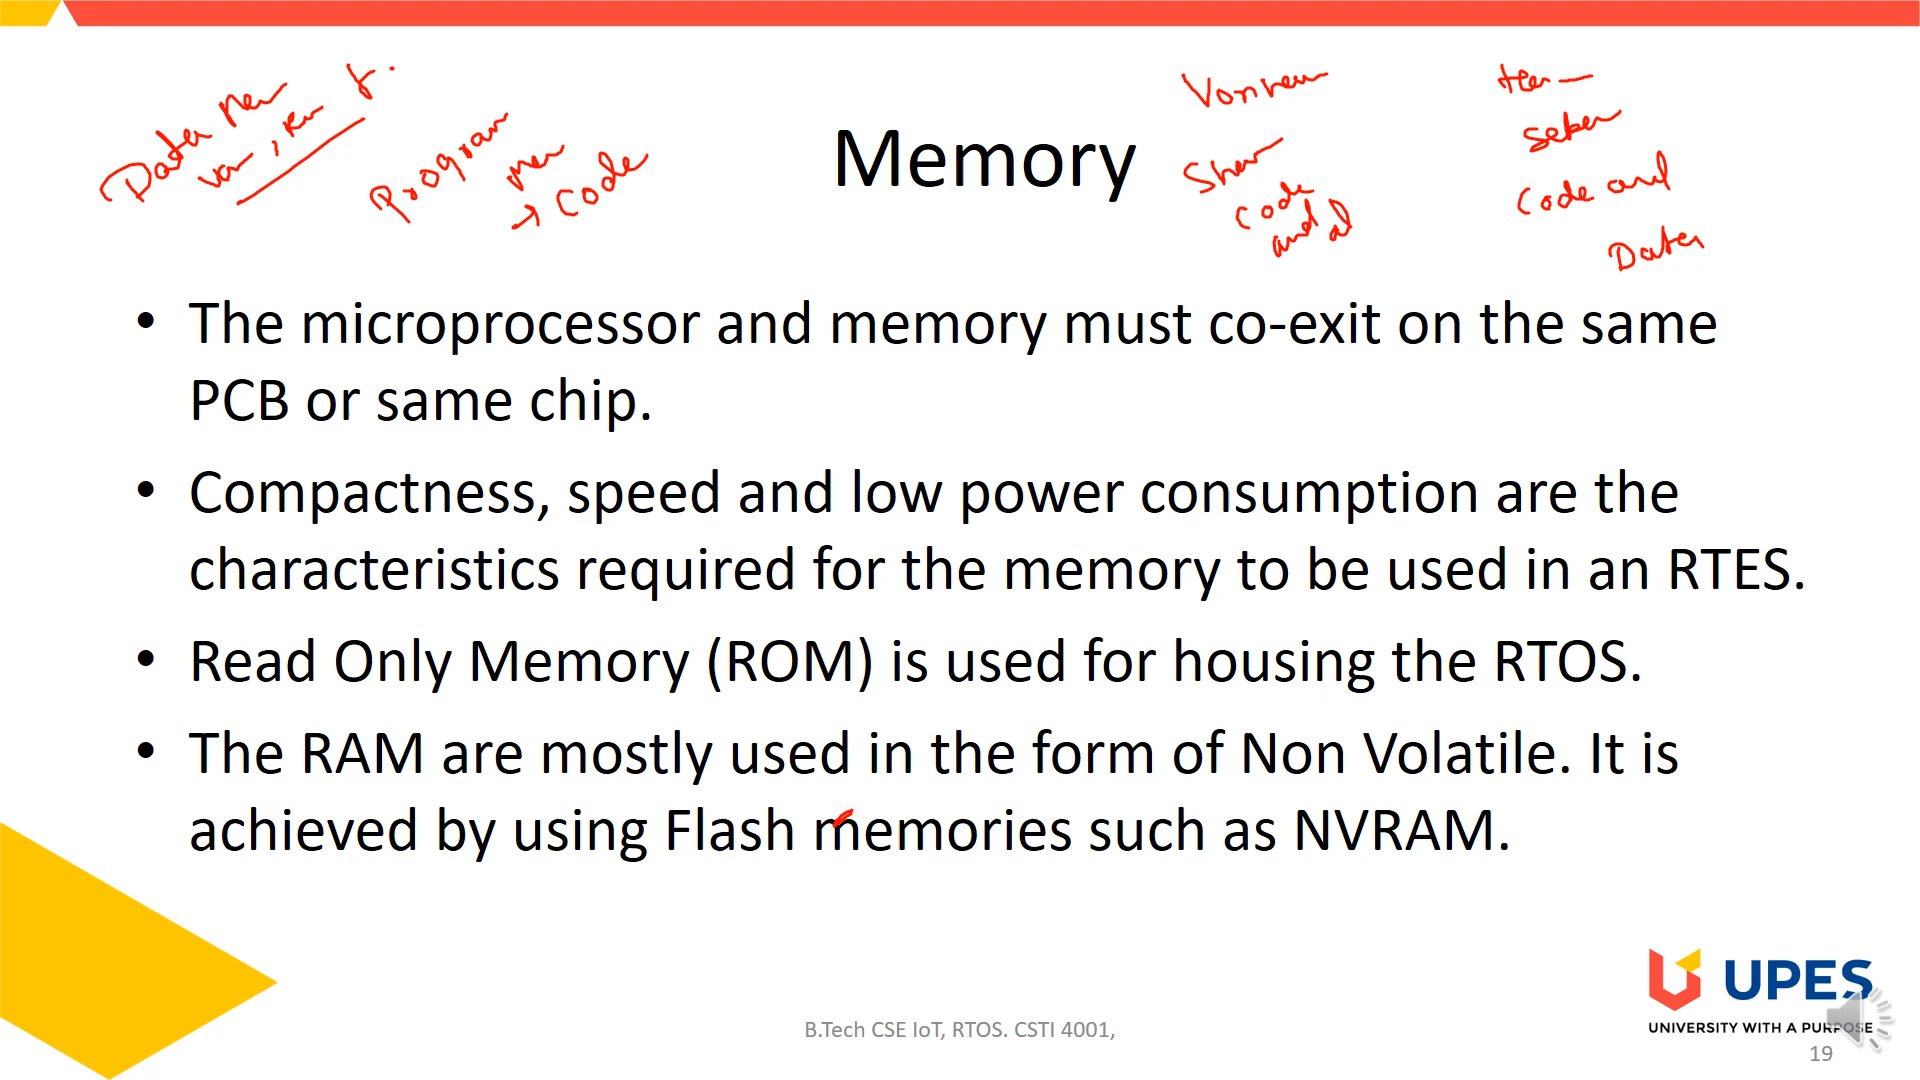 Data Mem
Var,
Program
Mem
→ Code
Code
and
Code and
Data
Memory
• The microprocessor and memory must co-exit on the same
PCB or same chip.
• Compactness, speed and low power consumption are the
characteristics required for the memory to be used in an RTES.
• Read Only Memory (ROM) is used for housing the RTOS.
• The RAM are mostly used in the form of Non Volatile. It is
achieved by using Flash memories such as NVRAM.
UPES
UNIVERSITY WITH A PURPOSE
B.Tech CSE IoT, RTOS. CSTI 4001,
19